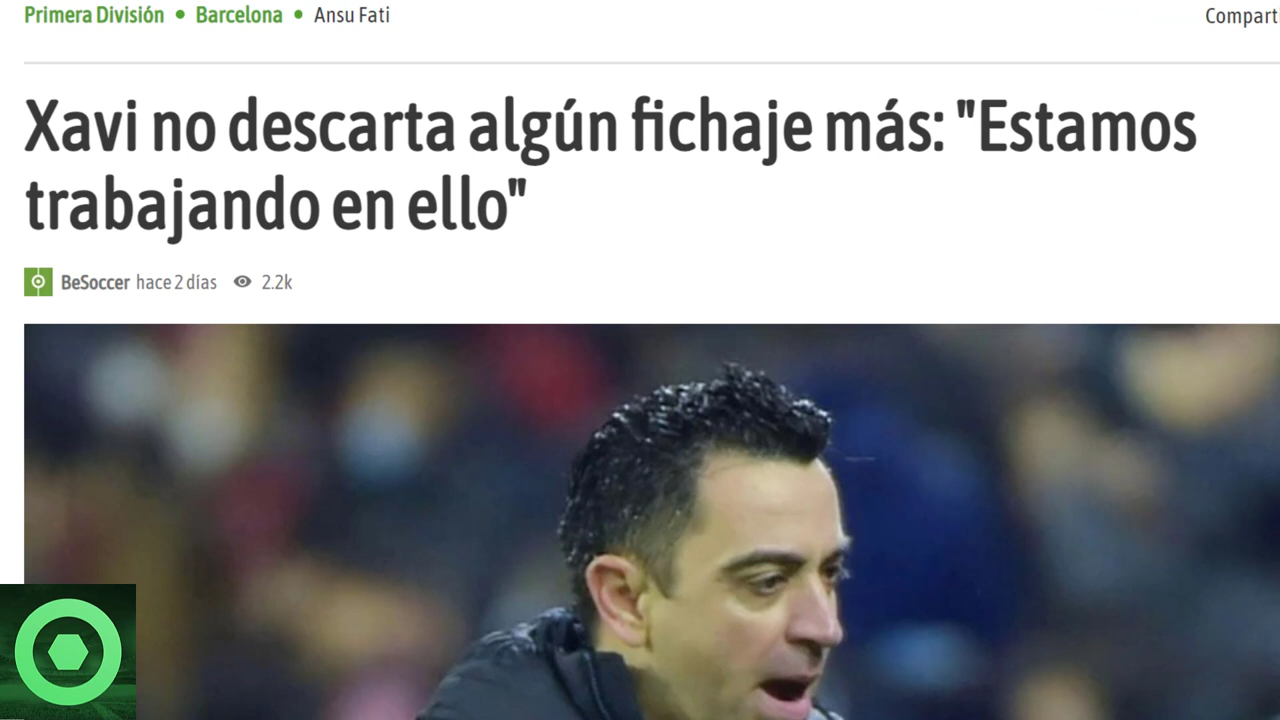 Primera División • Barcelona • Ansu Fati
Compart
Xavi no descarta algún fichaje más: "Estamos
trabajando en ello"
BeSoccer hace 2 días 2.2k